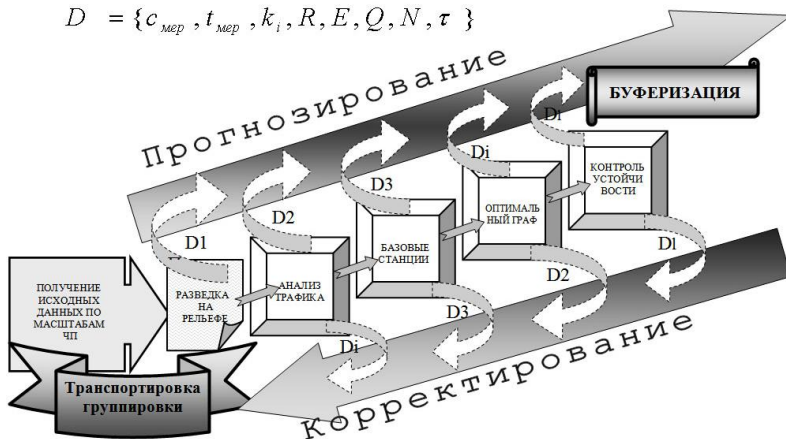 D = {c_мер , t_мер , k_i , R, E, Q, N, τ }
Прогнозирование
БУФЕРИЗАЦИЯ
Di
КОНТРОЛЬ
УСТОЙЧИ
ВОСТИ
Di
ОПТИМАЛЬ
НЫЙ ГРАФ
D3
БАЗОВЫЕ
СТАНЦИИ
D2
АНАЛИЗ
ТРАФИКА
D1
РАЗВЕДКА
НА
РЕЛЬЕФЕ
ПОЛУЧЕНИЕ
ИСХОДНЫХ
ДАННЫХ ПО
МАСШТАБАМ
ЧП
Транспортировка
группировки
Di
D3
D2
D1
Корректирование